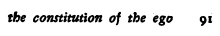 the constitution of the ego 91